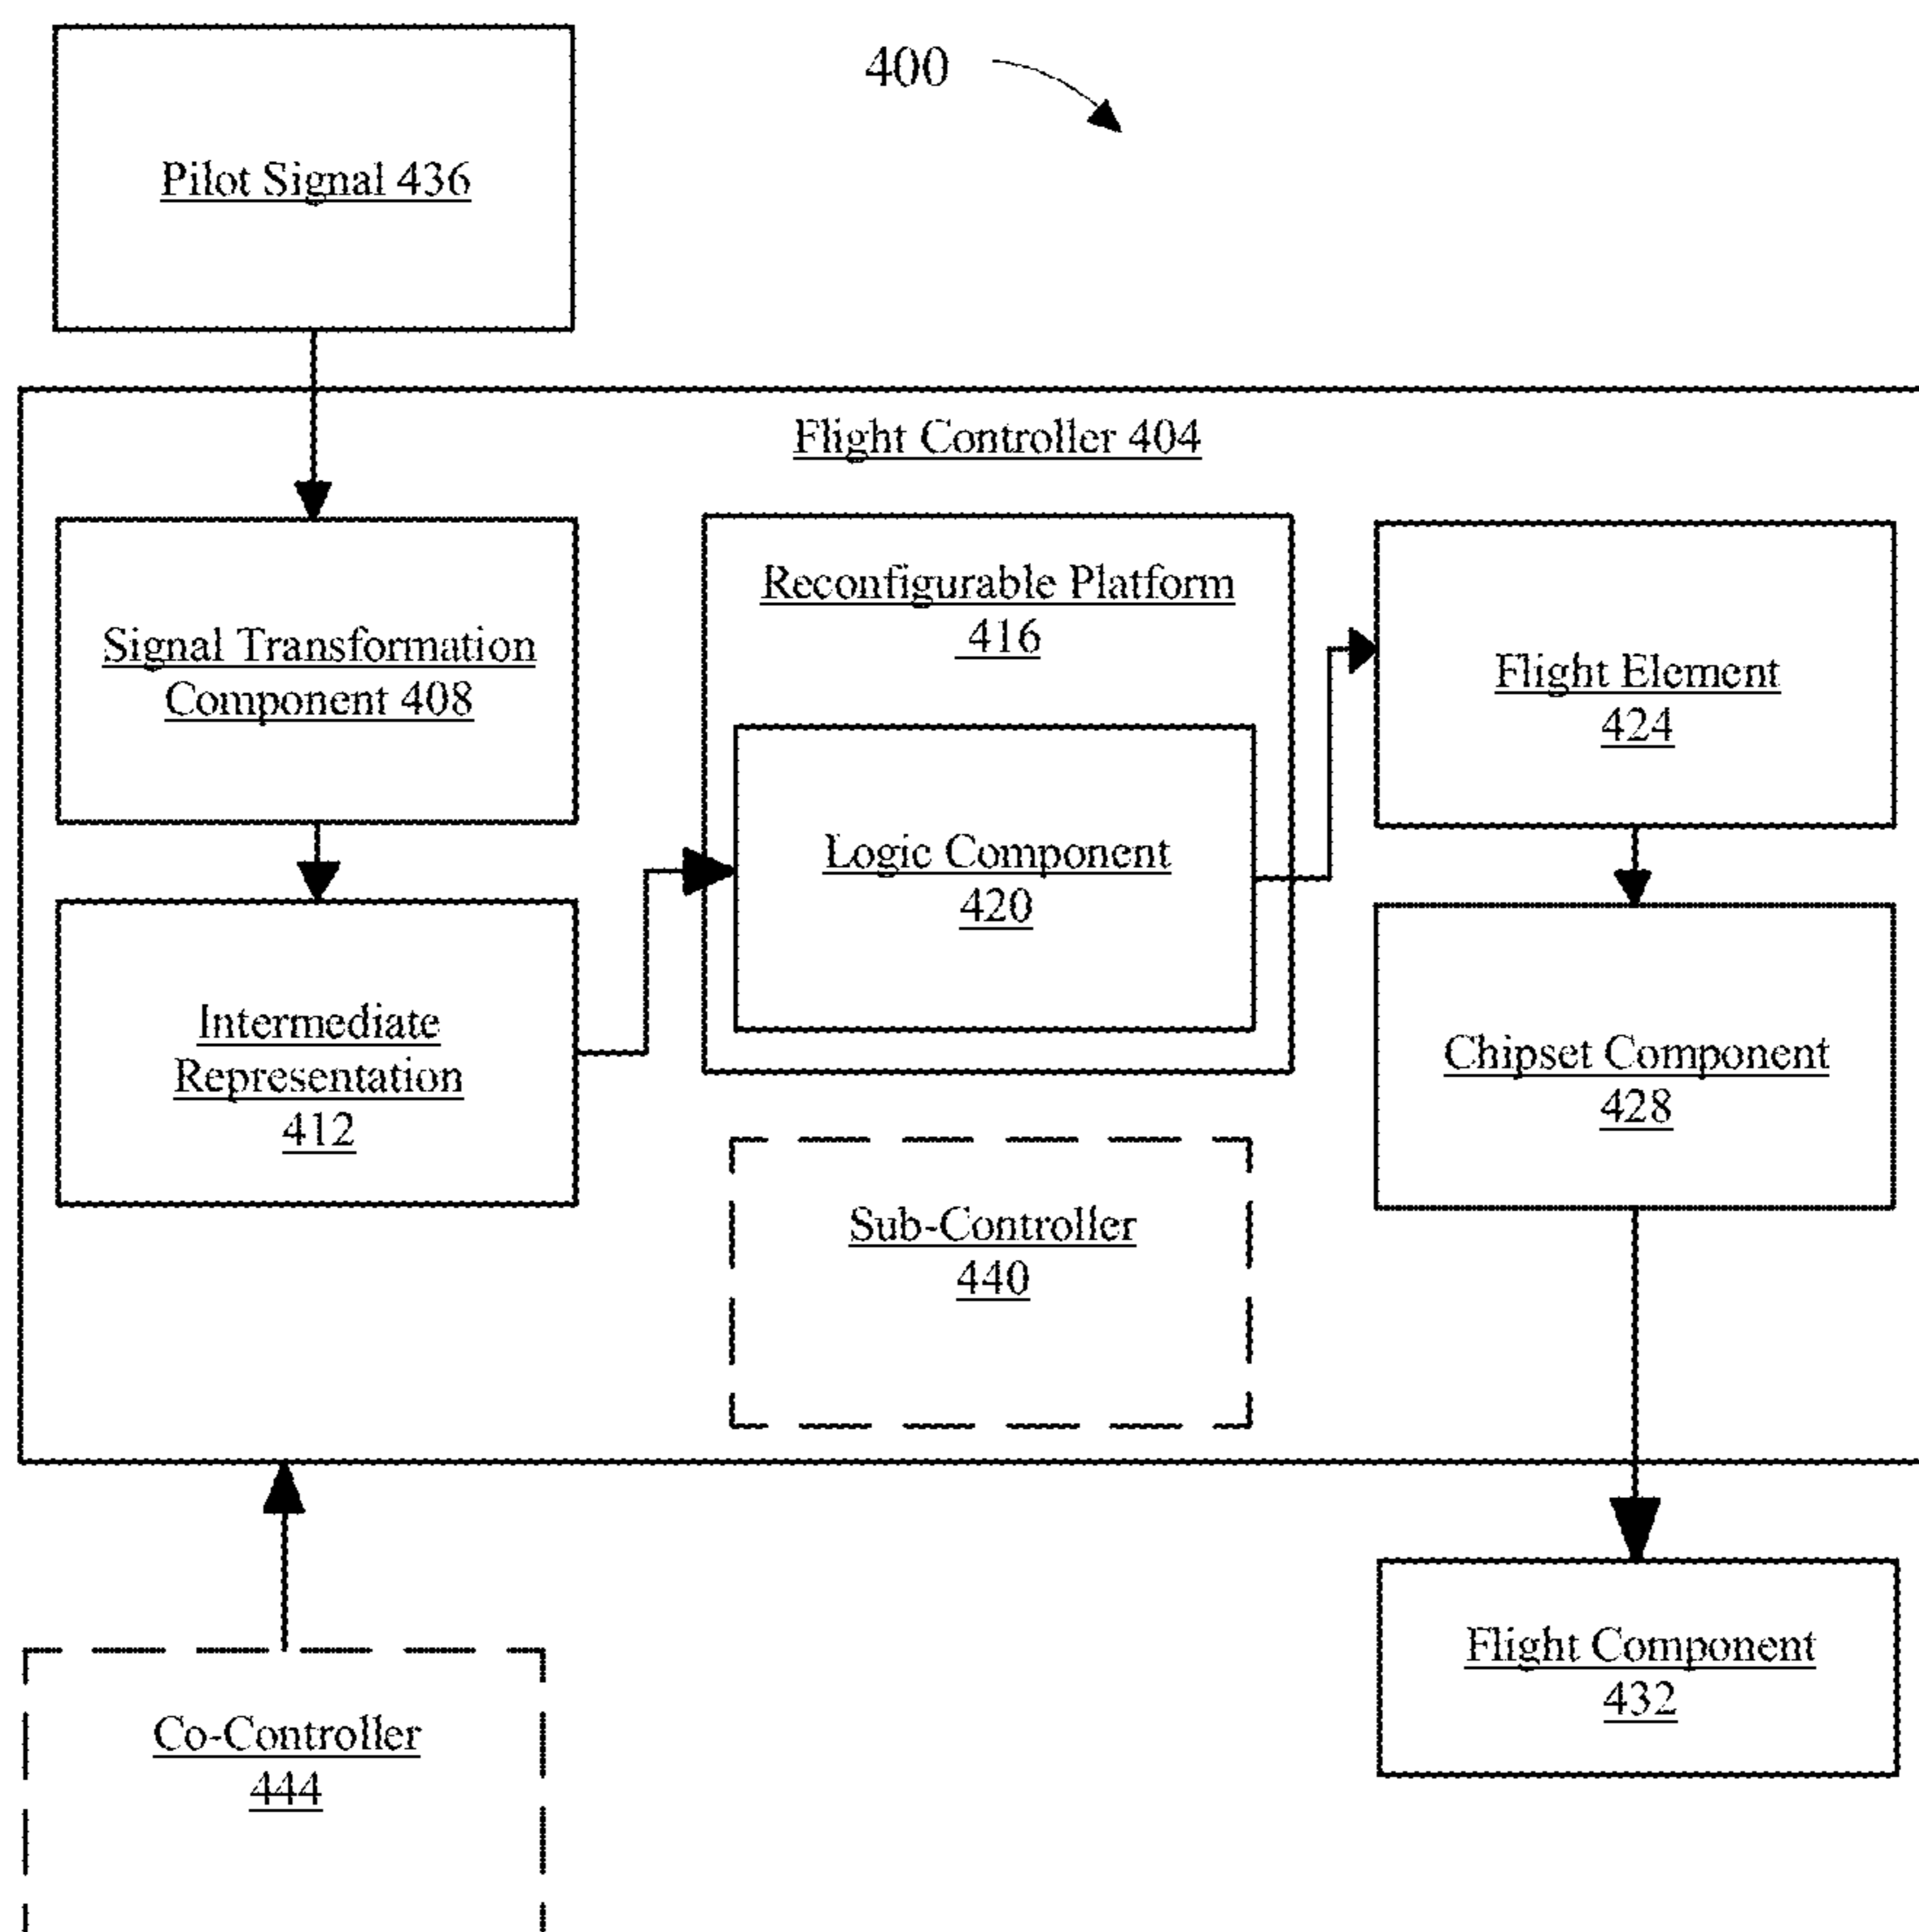 400
Pilot Signal 436
Flight Controller 404
Signal Transformation
Component 408
Reconfigurable Platform
416
Flight Element
424
Logic Component
420
Intermediate
Representation
412
Chipset Component
428
Sub-Controller
440
Flight Component
432
Co-Controller
444